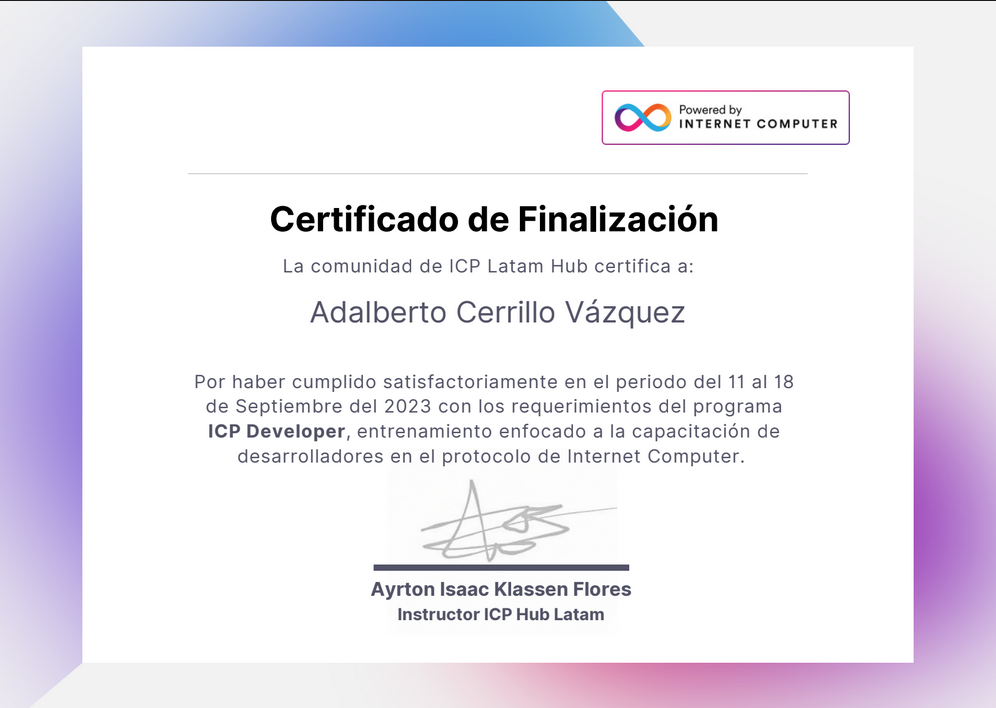 Powered by
INTERNET COMPUTER
Certificado de Finalización
La comunidad de ICP Latam Hub certifica a:
Adalberto Cerrillo Vázquez
Por haber cumplido satisfactoriamente en el periodo del 11 al 18
de Septiembre del 2023 con los requerimientos del programa
ICP Developer, entrenamiento enfocado a la capacitación de
desarrolladores en el protocolo de Internet Computer.
Ayrton Isaac Klassen Flores
Instructor ICP Hub Latam